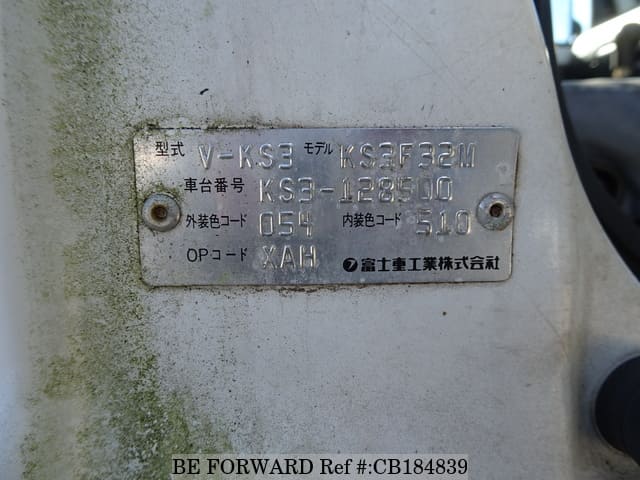 型式 V-KS3 モデル KS3F32M
車台番号 KS3-128500
外装色コード 054 内装色コード 510
OPコード XAH 富士重工業株式会社
BE FORWARD Ref #:CB184839